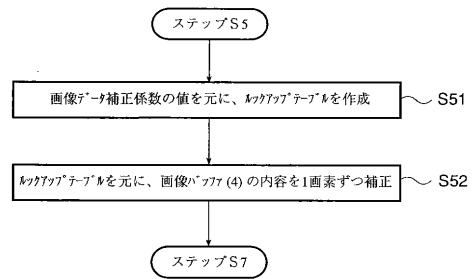 ステップS5
画像ﾃﾞｰﾀ補正係数の値を元に、ﾙｯｸｱｯﾌﾟﾃｰﾌﾞﾙを作成
S51
ﾙｯｸｱｯﾌﾟﾃｰﾌﾞﾙを元に、画像ﾊﾞｯﾌｧ(4)の内容を1画素ずつ補正
S52
ステップS7